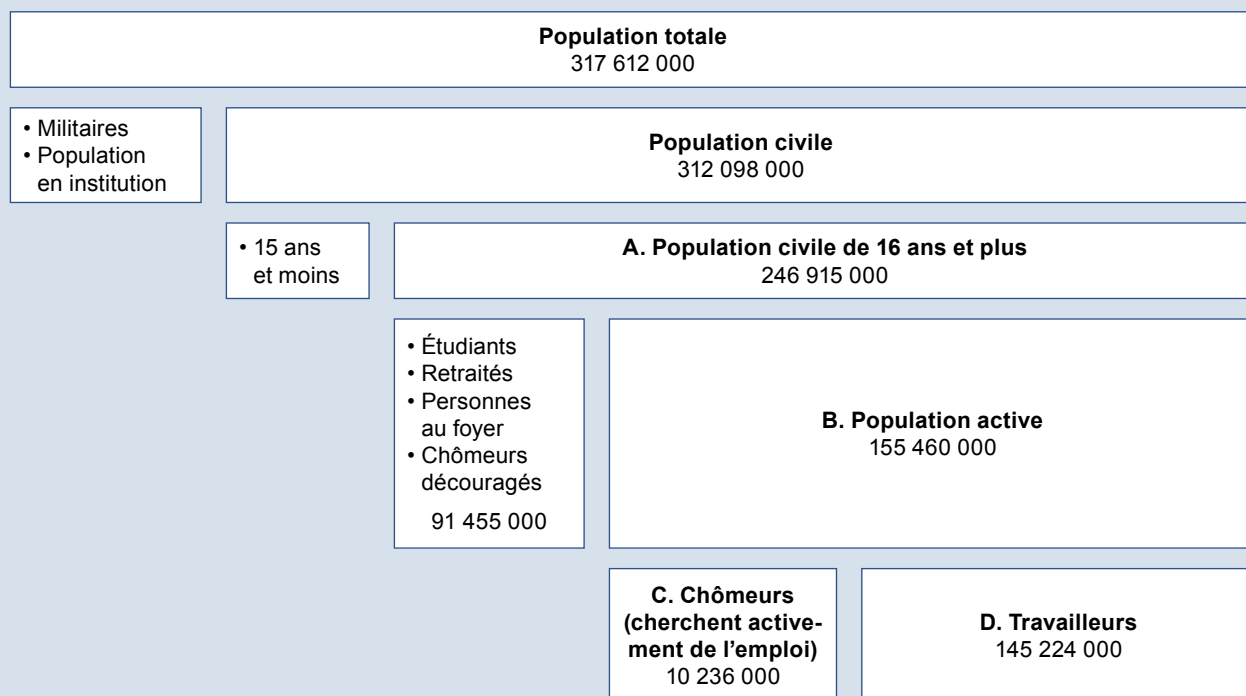 Population totale
317 612 000
• Militaires
• Population
en institution
Population civile
312 098 000
• 15 ans
et moins
A. Population civile de 16 ans et plus
246 915 000
• Étudiants
• Retraités
• Personnes
au foyer
• Chômeurs
découragés
91 455 000
B. Population active
155 460 000
C. Chômeurs
(cherchent active-
ment de l’emploi)
10 236 000
D. Travailleurs
145 224 000